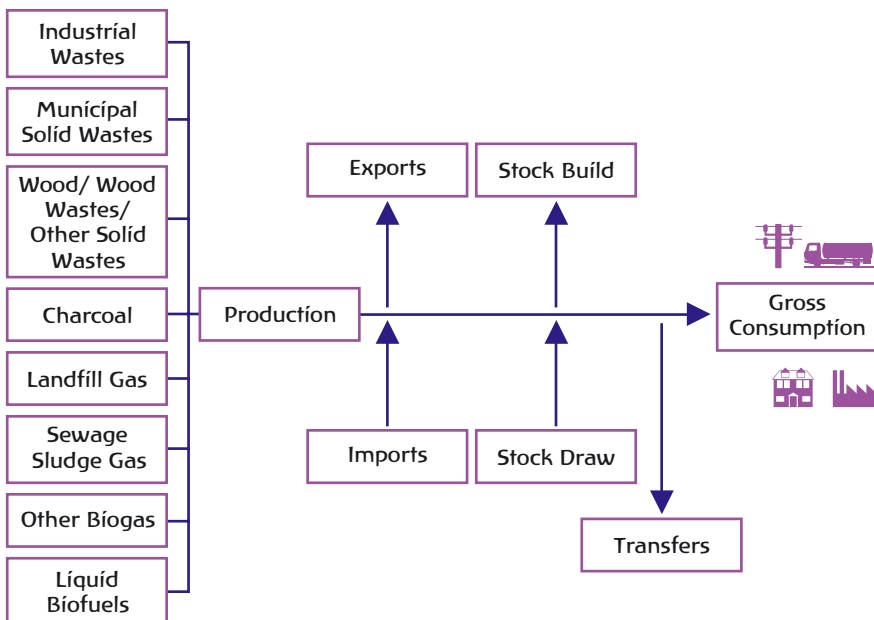 Industrial
Wastes
Municipal
Solid Wastes
Wood/ Wood
Wastes/
Other Solid
Wastes
Charcoal
Landfill Gas
Sewage
Sludge Gas
Other Biogas
Liquid
Biofuels
Production
Exports
Stock Build
Imports
Stock Draw
Transfers
Gross
Consumption